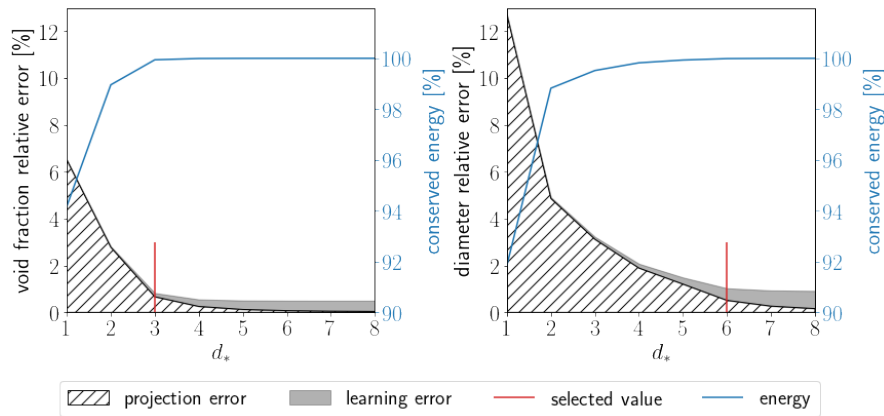 void fraction relative error [%]
12
10
8
6
4
2
0
1 2 3 4 5 6 7 8
d*
100
98
96
94
92
90
conserved energy [%]
diameter relative error [%]
12
10
8
6
4
2
0
1 2 3 4 5 6 7 8
d*
100
98
96
94
92
90
conserved energy [%]
projection error learning error selected value energy